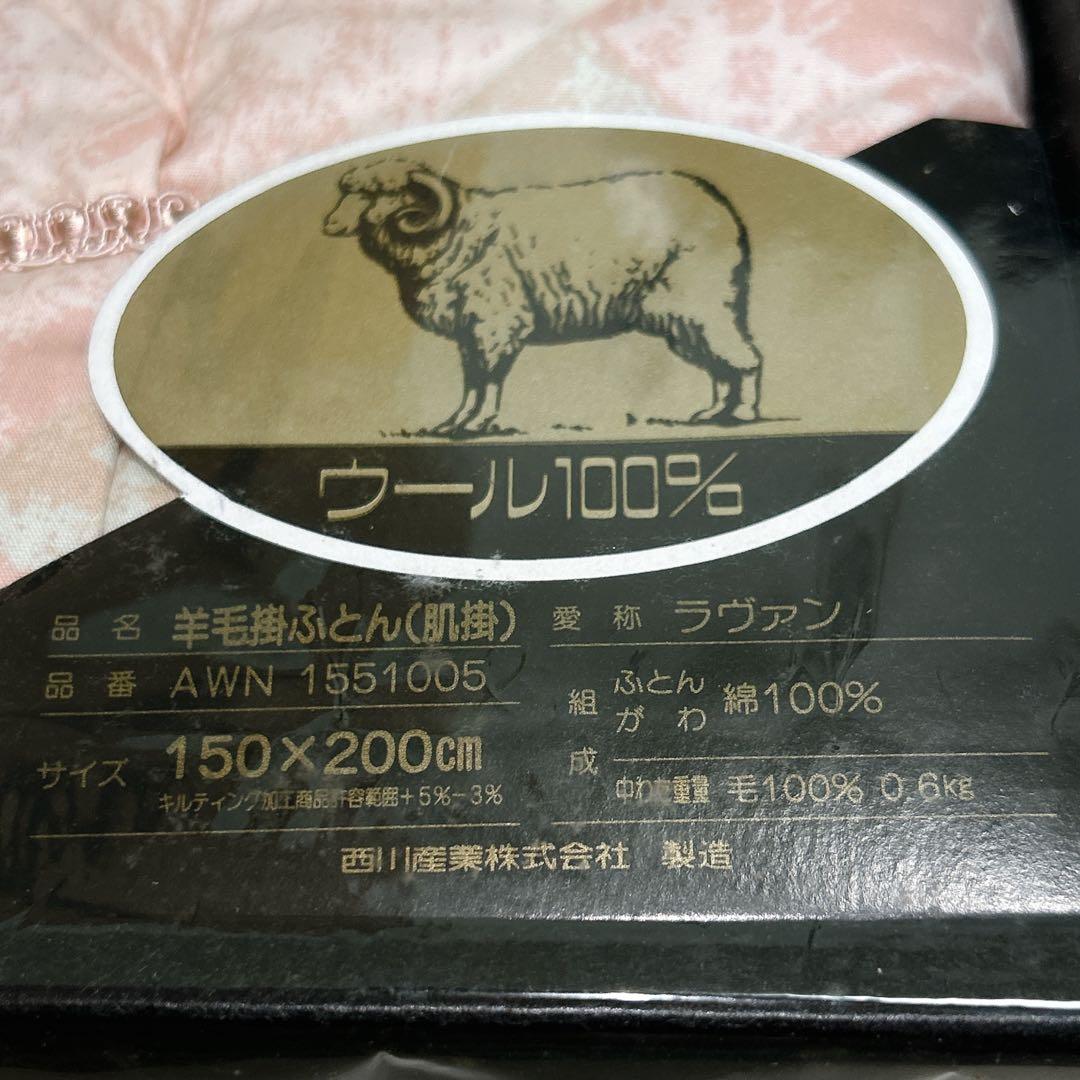 ウール100%
品名 羊毛掛ふとん(肌掛)
愛称 ラヴァン
品番 AWN 1551005
サイズ 150×200cm
キルティング加工商品許容範囲+5%-3%
組成 ふとんがわ 綿100%
中わた重量 毛100% 0.6kg
西川産業株式会社 製造